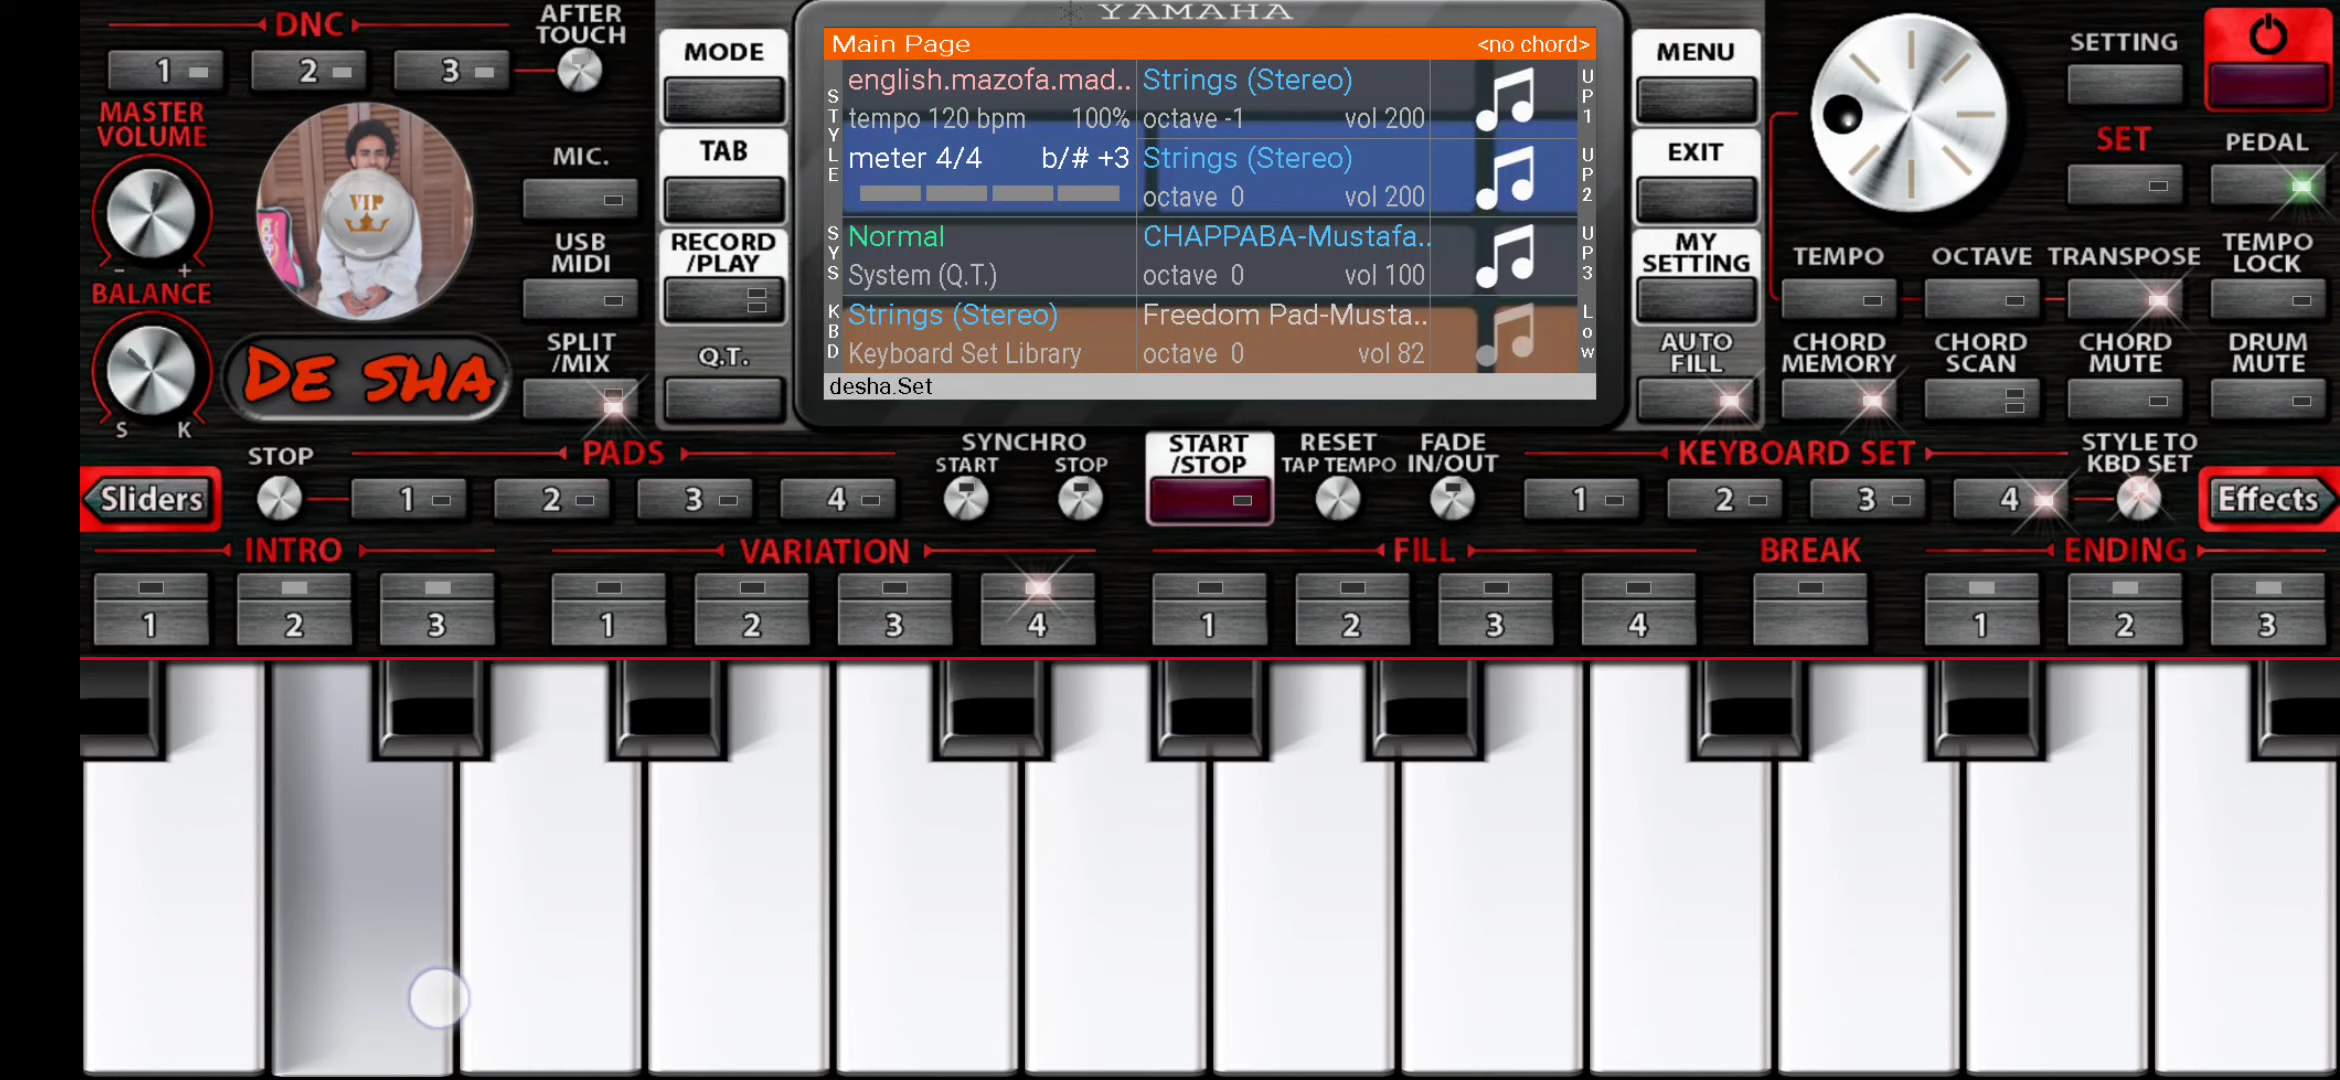 DNC
1
2
3
AFTER
TOUCH
MASTER
VOLUME
- +
BALANCE
S K
VIP
DE SHA
MIC.
USB
MIDI
SPLIT
/MIX
MODE
TAB
RECORD
/PLAY
Q.T.
YAMAHA
Main Page <no chord>
STYLE
english.mazofa.mad..
tempo 120 bpm 100%
meter 4/4 b/# +3
SYS
Normal
System (Q.T.)
KBD
Strings (Stereo)
Keyboard Set Library
Strings (Stereo)
octave -1 vol 200
UP1
Strings (Stereo)
octave 0 vol 200
UP2
CHAPPABA-Mustafa..
octave 0 vol 100
UP3
Freedom Pad-Musta..
octave 0 vol 82
Low
desha.Set
MENU
EXIT
MY
SETTING
AUTO
FILL
SETTING
SET
PEDAL
TEMPO
OCTAVE
TRANSPOSE
TEMPO
LOCK
CHORD
MEMORY
CHORD
SCAN
CHORD
MUTE
DRUM
MUTE
Sliders
STOP
PADS
1
2
3
4
SYNCHRO
START
STOP
START
/STOP
RESET
TAP TEMPO
FADE
IN/OUT
KEYBOARD SET
1
2
3
4
STYLE TO
KBD SET
Effects
INTRO
1
2
3
VARIATION
1
2
3
4
FILL
1
2
3
4
BREAK
ENDING
1
2
3